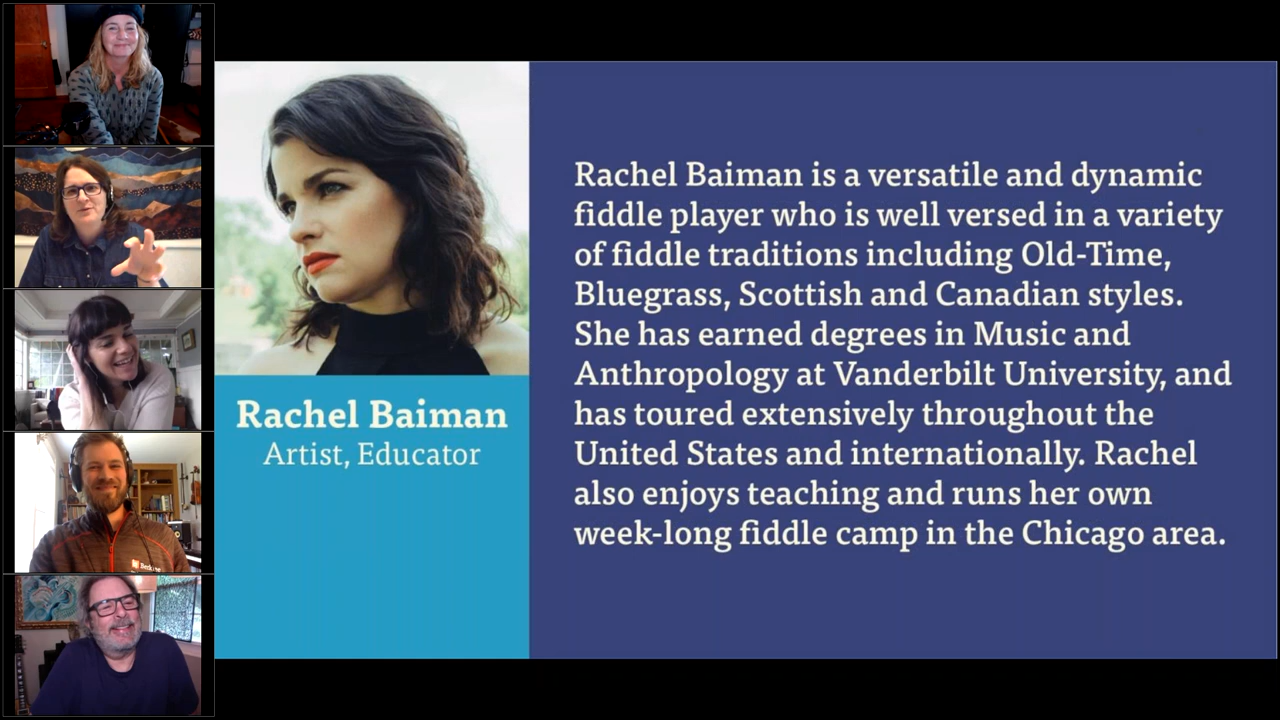 Rachel Baiman
Artist, Educator
Rachel Baiman is a versatile and dynamic
fiddle player who is well versed in a variety
of fiddle traditions including Old-Time,
Bluegrass, Scottish and Canadian styles.
She has earned degrees in Music and
Anthropology at Vanderbilt University, and
has toured extensively throughout the
United States and internationally. Rachel
also enjoys teaching and runs her own
week-long fiddle camp in the Chicago area.